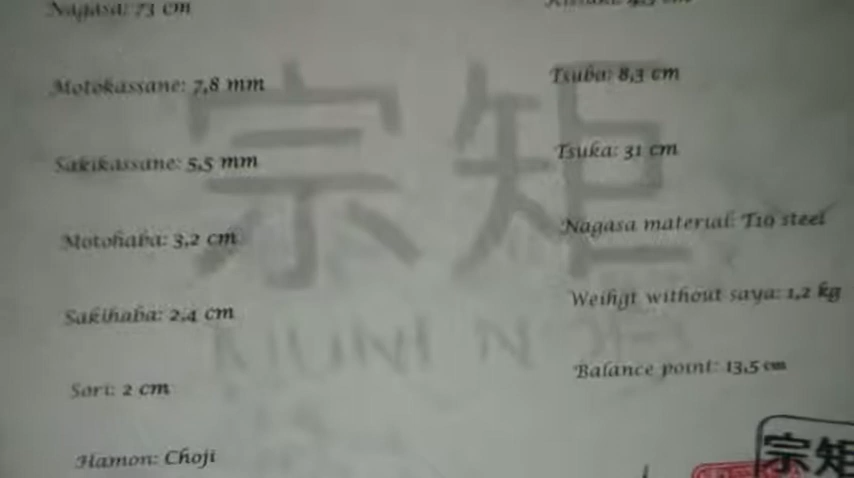 Nagasa: 73 cm
Motokassane: 7,8 mm
Sakikassane: 5,5 mm
Motohaba: 3,2 cm
Sakihaba: 2,4 cm
Sori: 2 cm
Hamon: Choji
Tsuba: 8,3 cm
Tsuka: 31 cm
Nagasa material: T10 steel
Weihgt without saya: 1,2 kg
Balance point: 13,5 cm
宗矩
宗矩